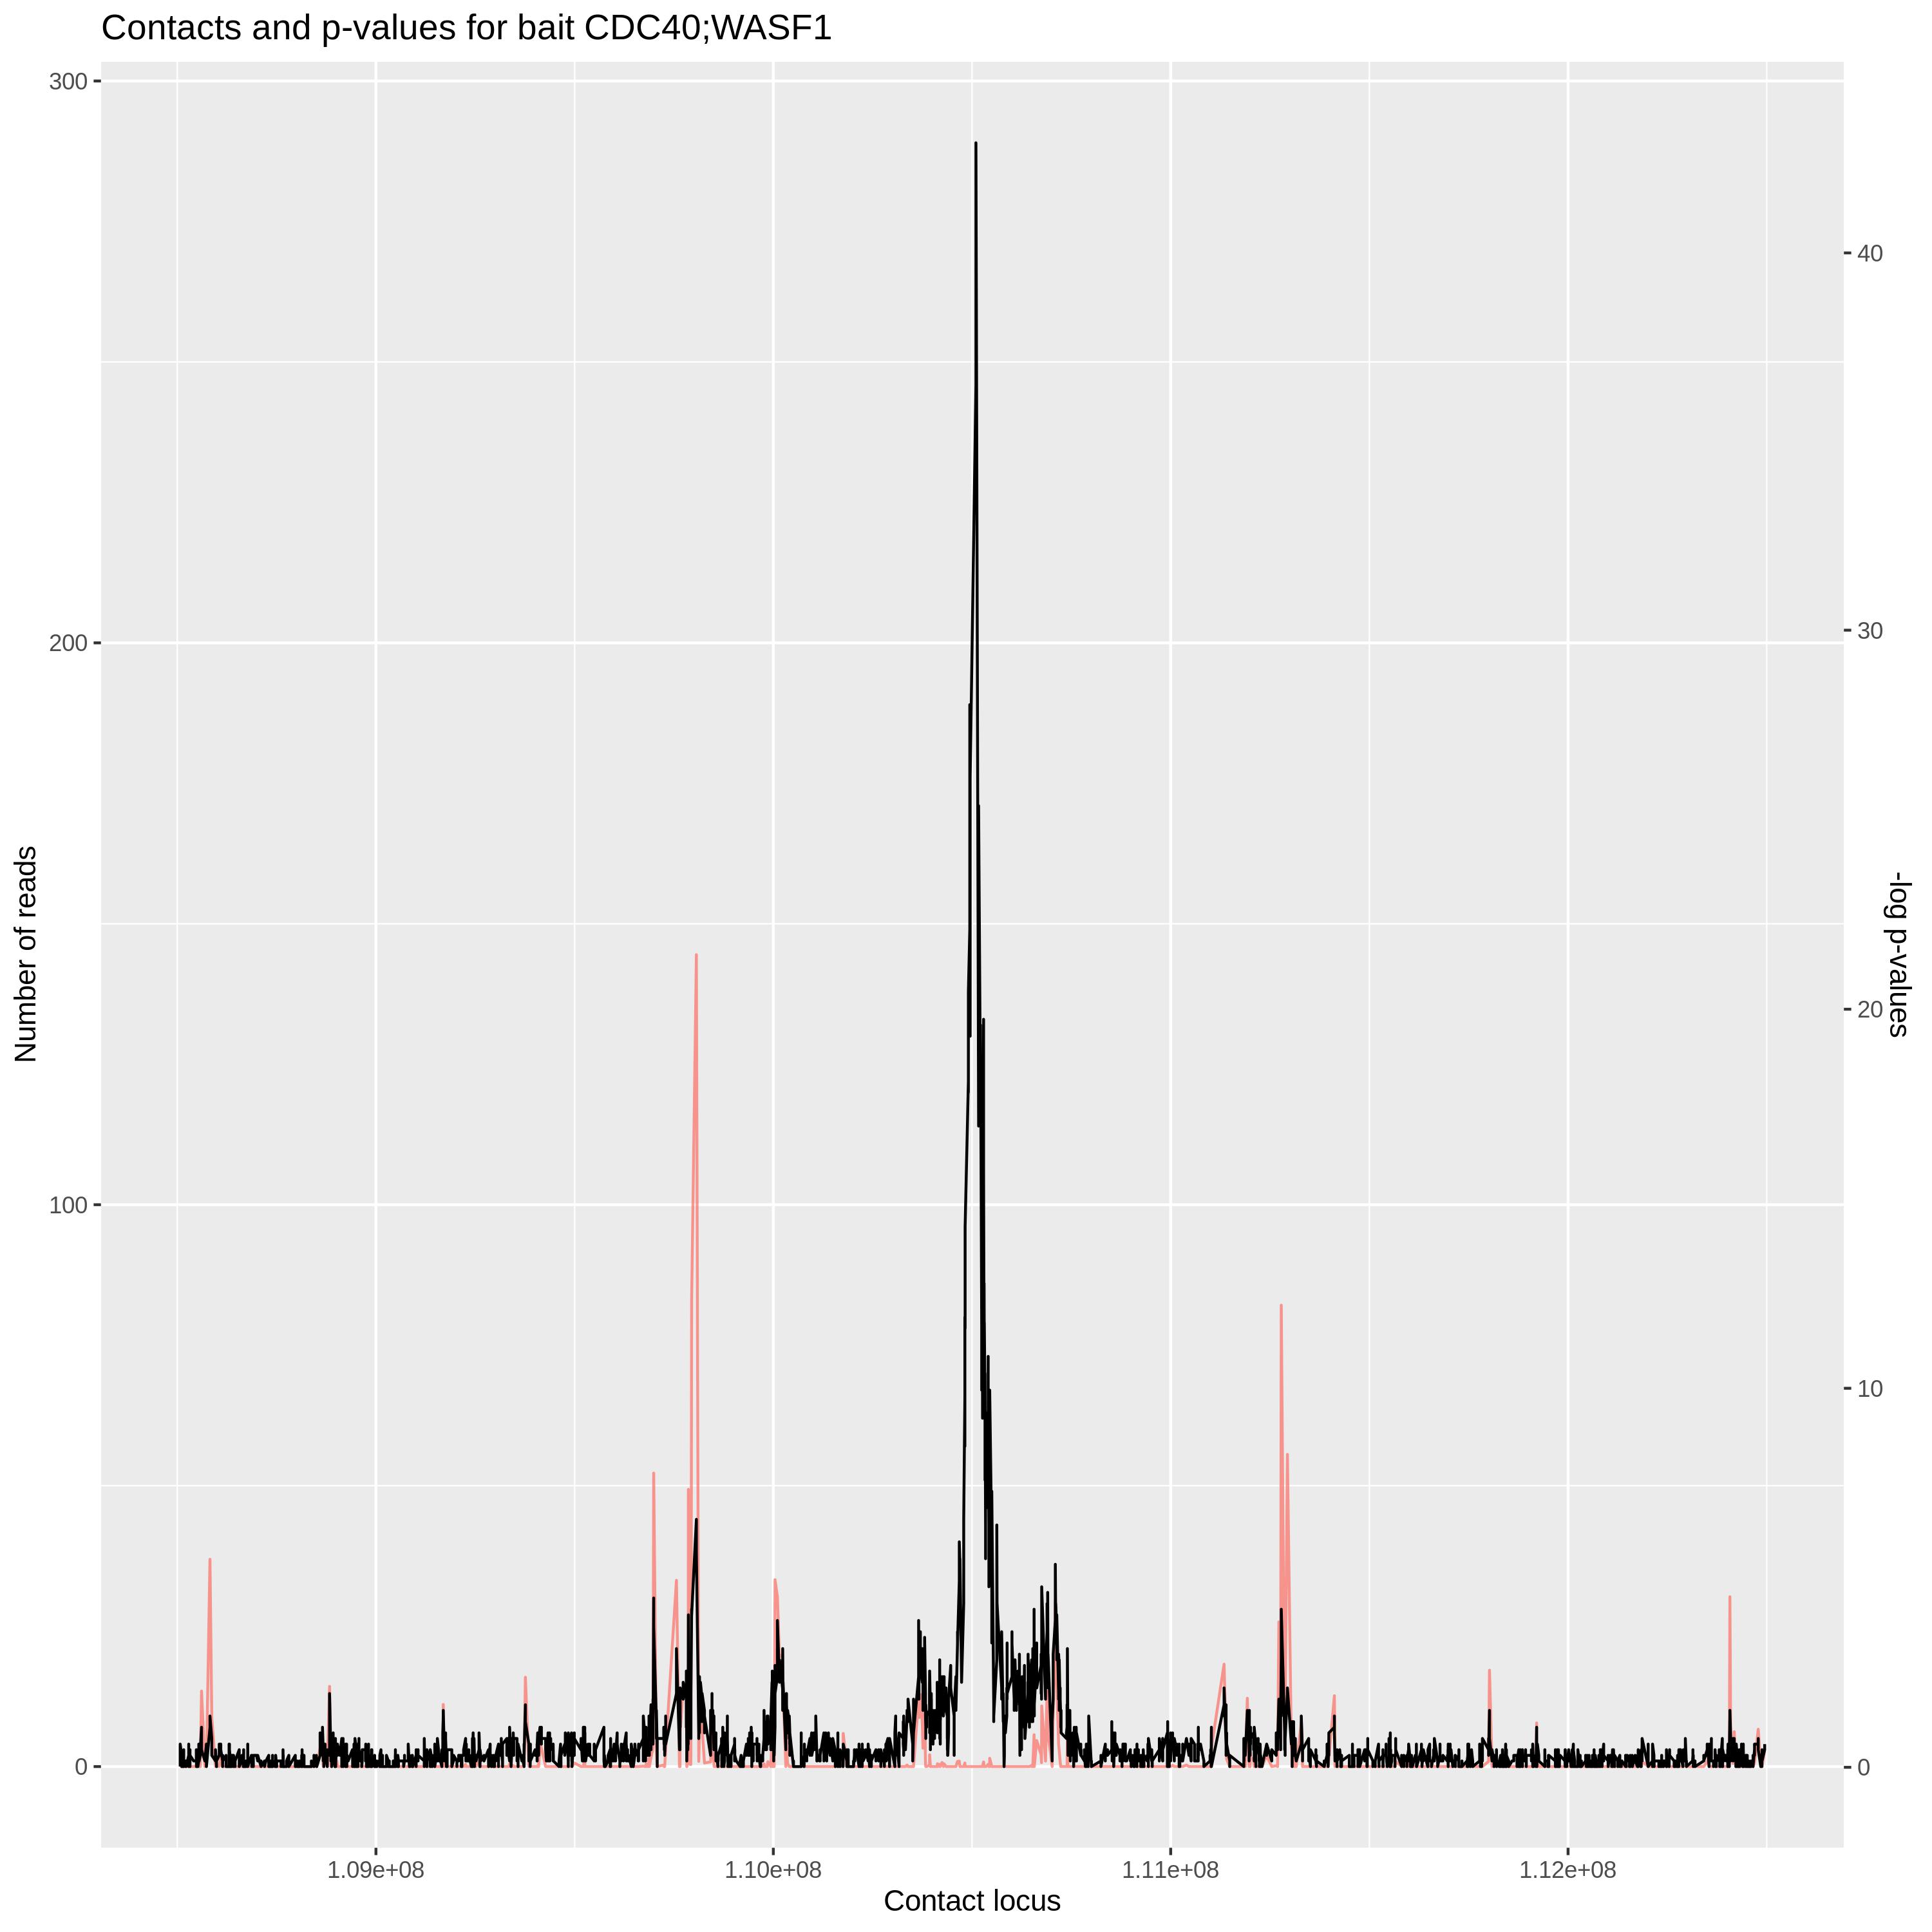 Contacts and p-values for bait CDC40;WASF1
300
200
100
0
Number of reads
40
30
20
10
0
-log p-values
1.09e+08
1.10e+08
1.11e+08
1.12e+08
Contact locus